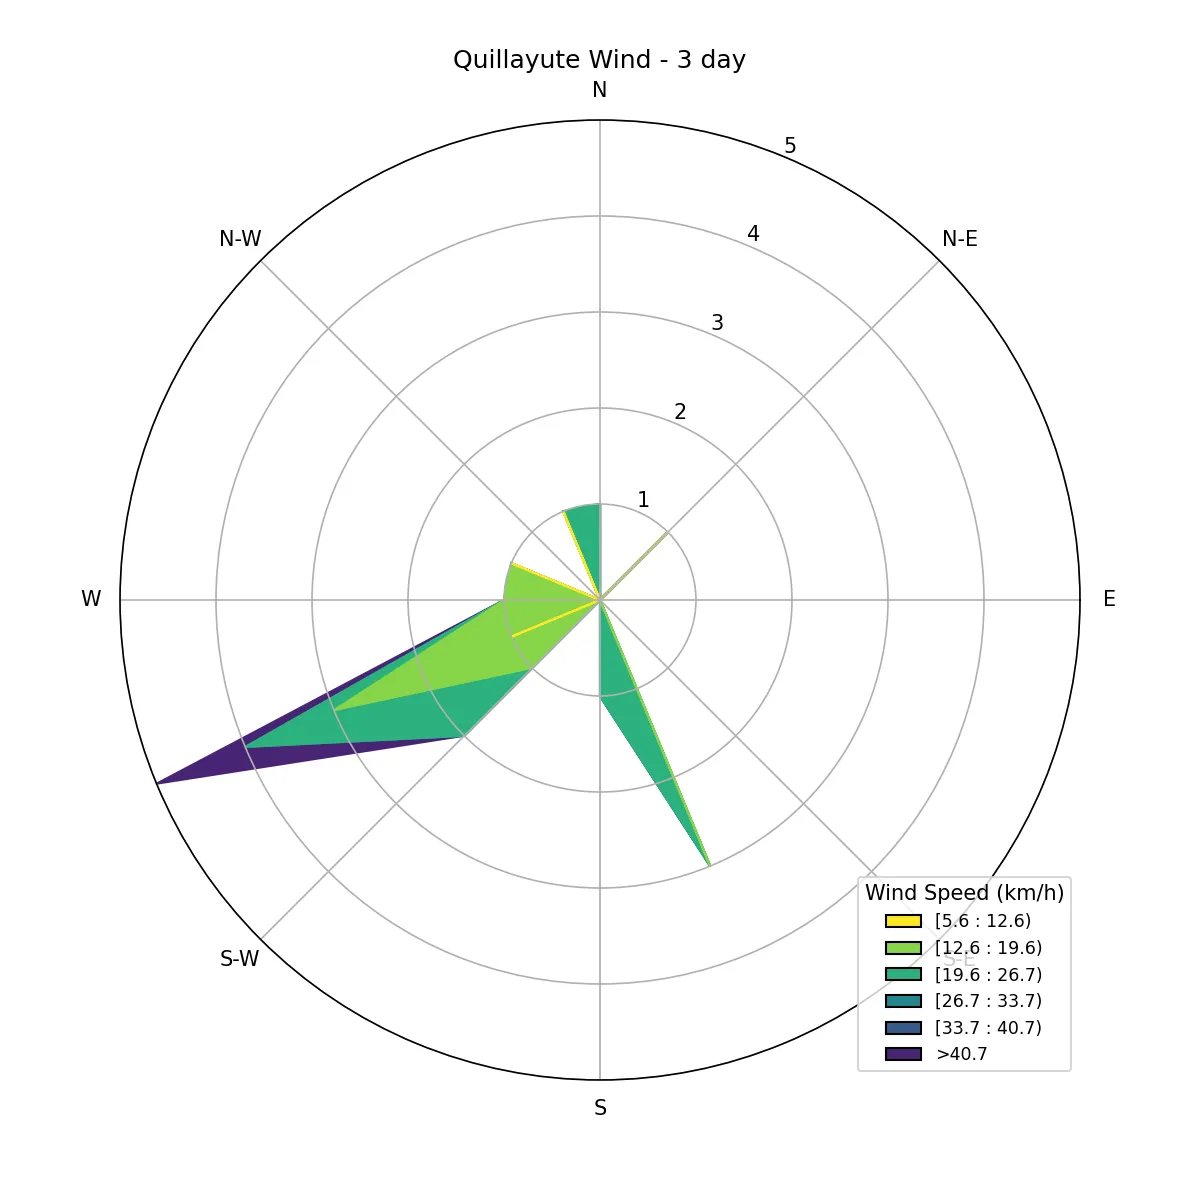 Quillayute Wind - 3 day
N
5
N-W
4
N-E
3
2
1
W
E
S-W
S-E
Wind Speed (km/h)
[5.6 : 12.6)
[12.6 : 19.6)
[19.6 : 26.7)
[26.7 : 33.7)
[33.7 : 40.7)
>40.7
S